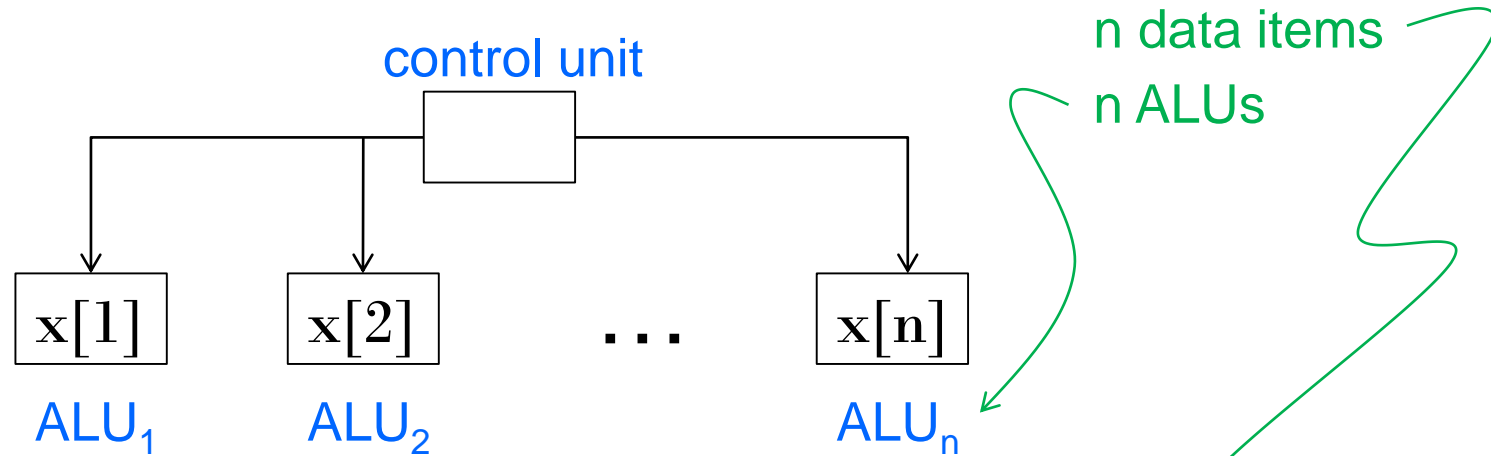 n data items
control unit
n ALUs
x[1] x[2] ... x[n]
ALU₁ ALU₂ ALUₙ